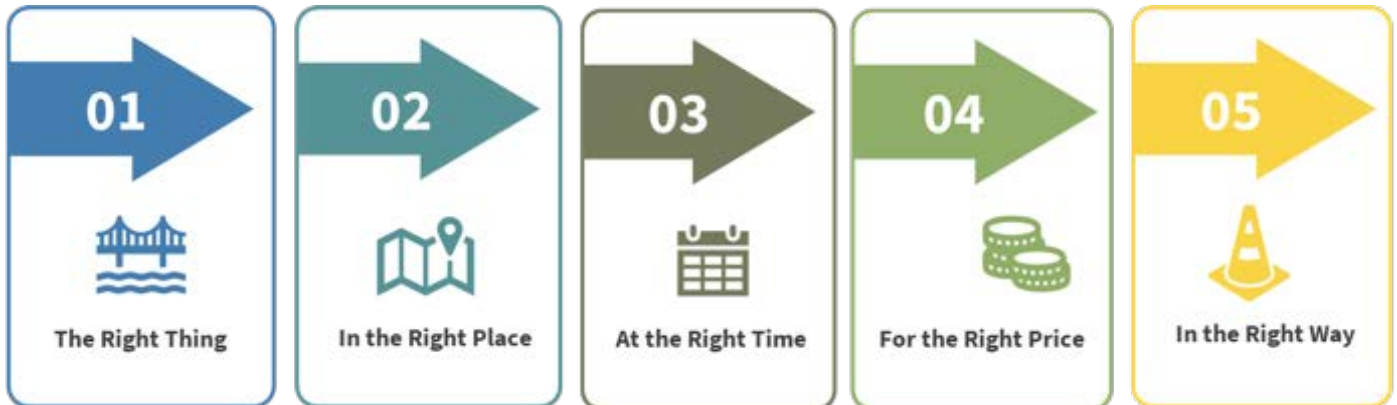 01
02
03
04
05
The Right Thing
In the Right Place
At the Right Time
For the Right Price
In the Right Way